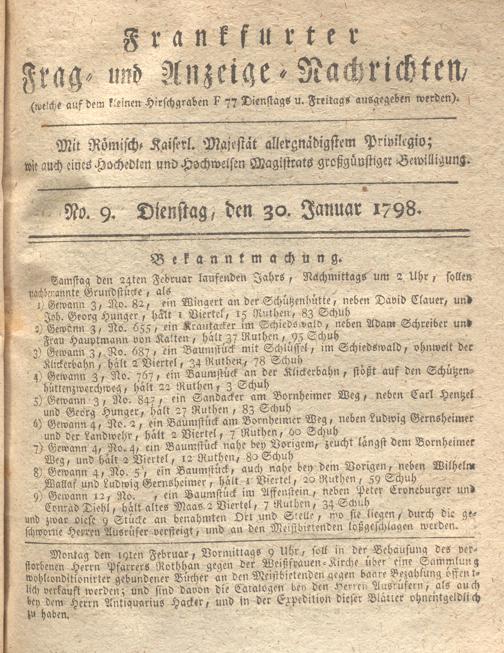 Frankfurter
Frag- und Anzeige-Nachrichten,
(welche auf dem kleinen Hirschgraben F 77 Dienstags u. Freitags ausgegeben werden).
Mit Römisch. Kaiserl. Majestät allergnädigstem Privilegio;
wie auch eines Hochedlen und Hochweisen Magistrats großgünstiger Bewilligung.
No. 9. Dienstag, den 30. Januar 1798.
Bekanntmachung.
Samstag den 24ten Februar laufenden Jahrs, Nachmittags um 2 Uhr, sollen
nachbenannte Grundstücke, als
1) Gewann 3, No. 82, ein Wingert an der Schützenhütte, neben David Clauer, und
Joh. Georg Hunger, hält 1 Viertel, 15 Ruthen, 83 Schuh
2) Gewann 3, No. 655, ein Krautacker im Schiedswald, neben Adam Schreiber und
Frau Hauptmann von Kalten, hält 37 Ruthen, 95 Schuh
3) Gewann 3, No. 687, ein Baumstück mit Schlüssel, im Schiedswald, ohnweit der
Klickerbahn, hält 2 Viertel, 34 Ruthen, 78 Schuh
4) Gewann 3, No. 767, ein Baumstück an der Klickerbahn, stößt auf den Schützen-
hüttenzwerchweg, hält 22 Ruthen, 3 Schuh
5) Gewann 3, No. 847, ein Sandacker am Bornheimer Weg, neben Carl Henzel
und Georg Hunger, hält 27 Ruthen, 83 Schuh
6) Gewann 4, No. 2, ein Baumstück am Bornheimer Weg, neben Ludwig Gernsheimer
und der Landwehr, hält 2 Viertel, 7 Ruthen, 60 Schuh
7) Gewann 4, No. 4, ein Baumstück nahe bey Vorigem, zeucht längst dem Bornheimer
Weg, und hält 2 Viertel, 12 Ruthen, 80 Schuh
8) Gewann 4, No. 5, ein Baumstück, auch nahe bey dem Vorigen, neben Wilhelm
Wallaf und Ludwig Gernsheimer, hält 1 Viertel, 20 Ruthen, 59 Schuh
9) Gewann 12, No. , ein Baumstück im Affenstein, neben Peter Croneburger und
Conrad Diehl, hält altes Maas 2 Viertel, 7 Ruthen, 34 Schuh
und zwar diese 9 Stücke an benahmten Ort und Stelle, wo sie liegen, durch die ge-
schworne Herren Ausrüfer versteigt, und an den Meistbietenden loßgeschlagen werden.
Montag den 19ten Februar, Vormittags 9 Uhr, soll in der Behausung des ver-
storbenen Herrn Pfarrers Rotthan gegen der Weißfrauen-Kirche über eine Sammlung
wohlconditionirter gebundener Bücher an den Meistbietenden gegen baare Bezahlung öffent-
lich verkauft werden; und sind davon die Catalogen bey den Herren Ausrüfern, als auch
bey dem Herrn Antiquarius Hacker, und in der Expedition dieser Blätter ohnentgeldlich
zu haben.